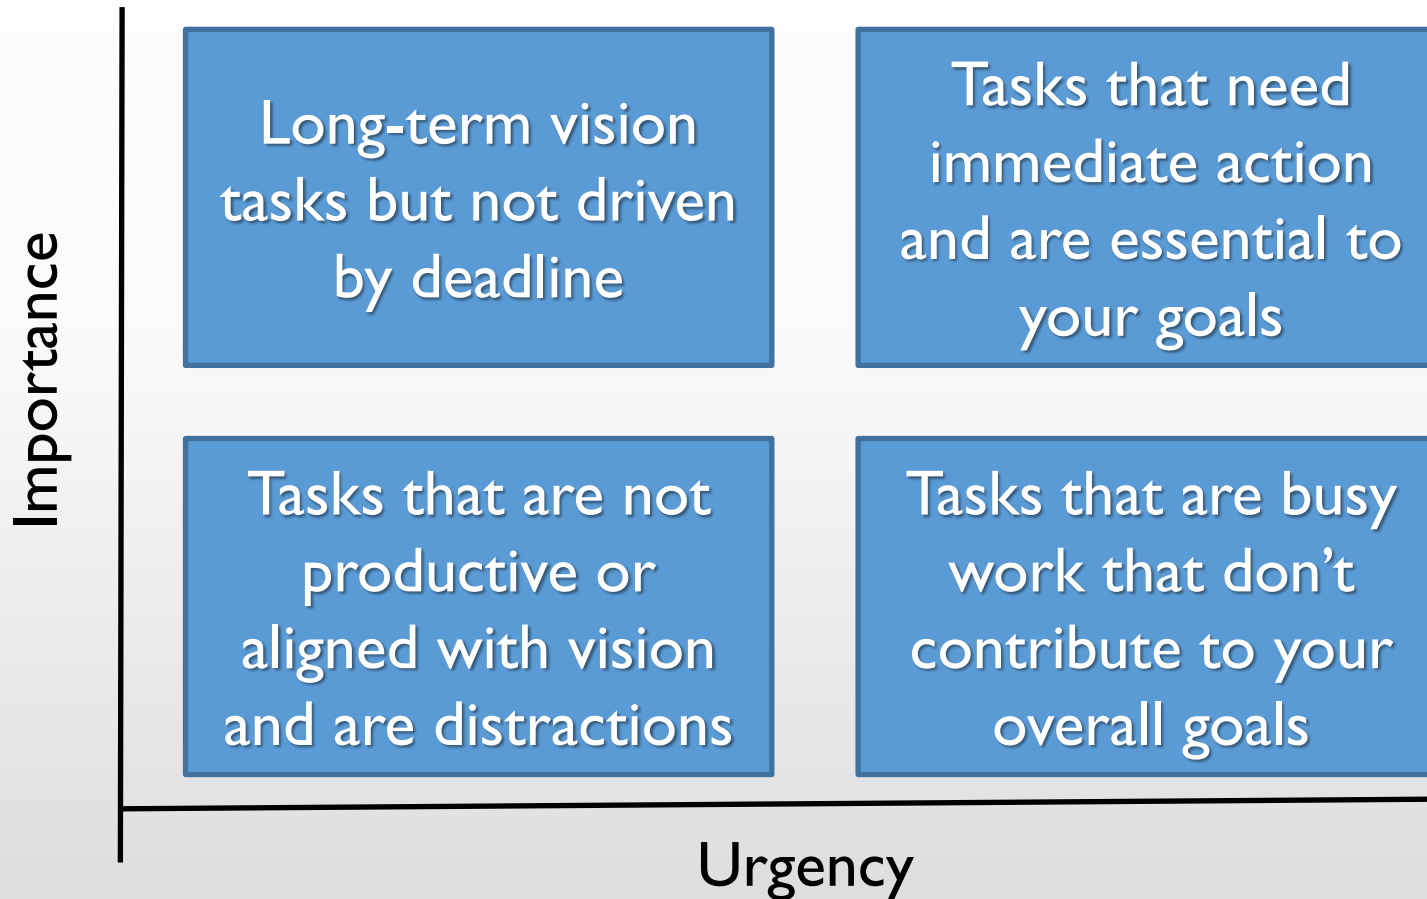 Importance
Long-term vision
tasks but not driven
by deadline
Tasks that need
immediate action
and are essential to
your goals
Tasks that are not
productive or
aligned with vision
and are distractions
Tasks that are busy
work that don’t
contribute to your
overall goals
Urgency